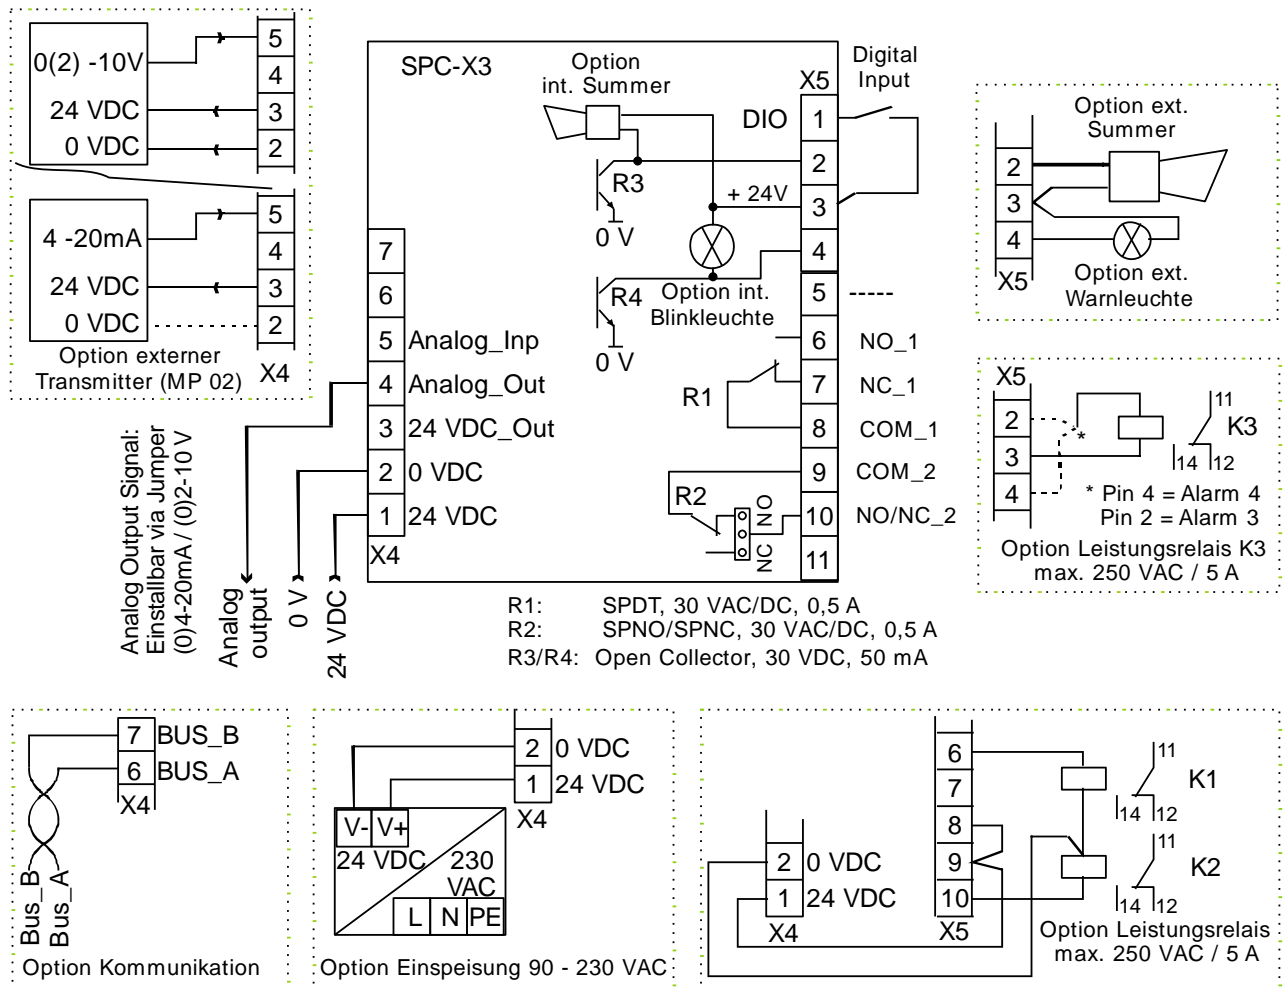 0(2) -10V
24 VDC
0 VDC
5
4
3
2
4 -20mA
24 VDC
0 VDC
5
4
3
2
Option externer
Transmitter (MP 02)
X4
SPC-X3
Option
int. Summer
Digital
Input
X5
DIO
1
2
3
4
5
6
7
8
9
10
11
R3
0 V
+ 24V
R4
0 V
Option int.
Blinkleuchte
-----
NO_1
NC_1
COM_1
COM_2
NO/NC_2
R1
R2
NO
NC
7
6
5
4
3
2
1
X4
Analog_Inp
Analog_Out
24 VDC_Out
0 VDC
24 VDC
Analog Output Signal:
Einstallbar via Jumper
(0)4-20mA / (0)2-10 V
Analog
output
0 V
24 VDC
R1: SPDT, 30 VAC/DC, 0,5 A
R2: SPNO/SPNC, 30 VAC/DC, 0,5 A
R3/R4: Open Collector, 30 VDC, 50 mA
Option ext.
Summer
2
3
4
X5
Option ext.
Warnleuchte
X5
2
3
4
*
11
K3
14
12
* Pin 4 = Alarm 4
Pin 2 = Alarm 3
Option Leistungsrelais K3
max. 250 VAC / 5 A
7
BUS_B
6
BUS_A
X4
Bus_B
Bus_A
Option Kommunikation
2
0 VDC
1
24 VDC
X4
V-
V+
24 VDC
230
VAC
L
N
PE
Option Einspeisung 90 - 230 VAC
2
0 VDC
1
24 VDC
X4
6
7
8
9
10
X5
11
K1
14
12
11
K2
14
12
Option Leistungsrelais
max. 250 VAC / 5 A